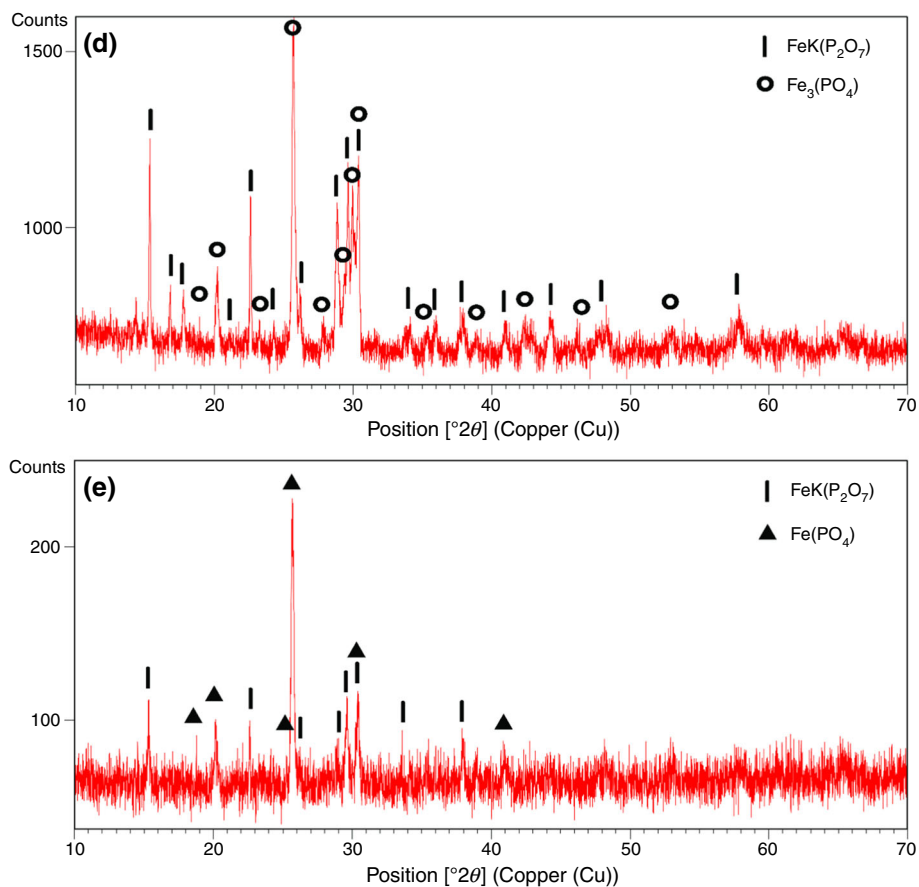 Counts
(d)
1500
1000
FeK(P₂O₇)
Fe₃(PO₄)
10 20 30 40 50 60 70
Position [°2θ] (Copper (Cu))
Counts
(e)
200
100
FeK(P₂O₇)
Fe(PO₄)
10 20 30 40 50 60 70
Position [°2θ] (Copper (Cu))